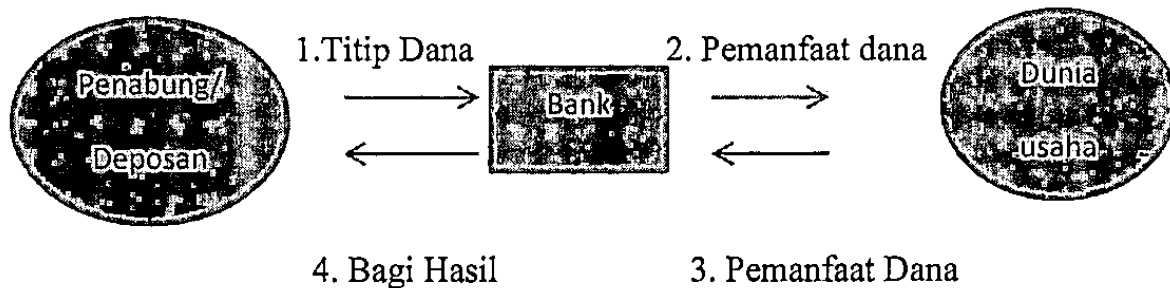 1.Titip Dana
2. Pemanfaat dana
Penabung/
Deposan
Bank
Dunia
usaha
4. Bagi Hasil
3. Pemanfaat Dana